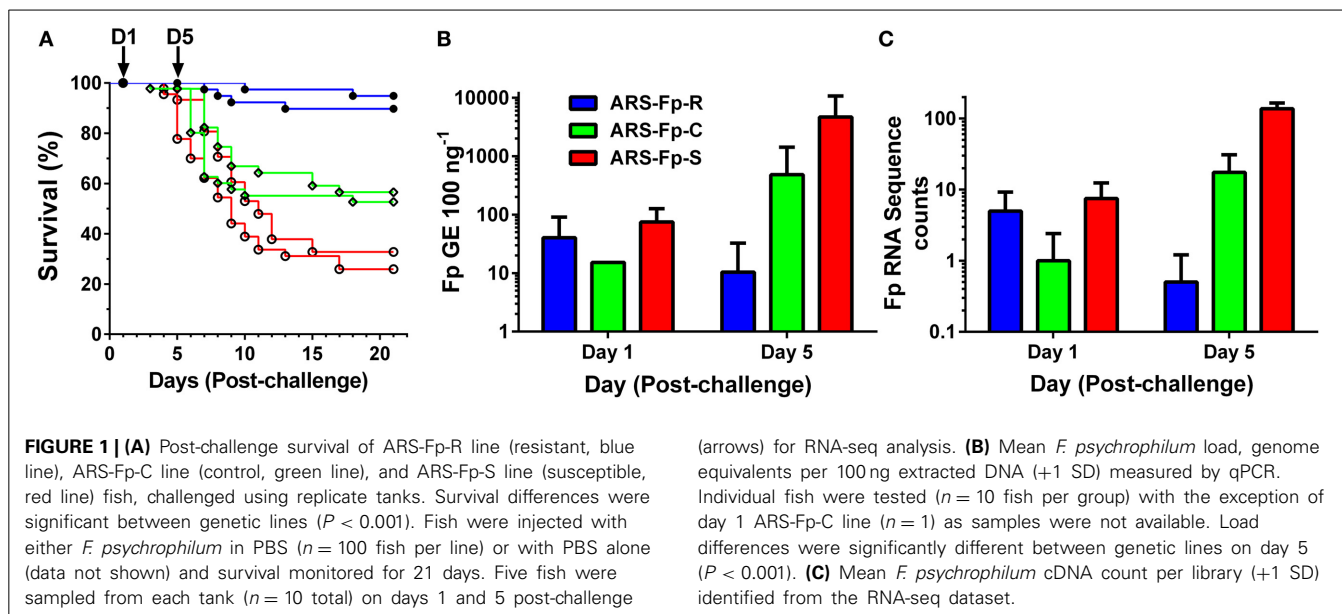 A
D1 D5
100
80
60
40
20
0
Survival (%)
0 5 10 15 20
Days (Post-challenge)
B
10000
1000
100
10
1
Fp GE 100 ng⁻¹
ARS-Fp-R
ARS-Fp-C
ARS-Fp-S
Day 1 Day 5
Day (Post-challenge)
C
100
10
1
0.1
Fp RNA Sequence
counts
Day 1 Day 5
Day (Post-challenge)
FIGURE 1 | (A) Post-challenge survival of ARS-Fp-R line (resistant, blue
line), ARS-Fp-C line (control, green line), and ARS-Fp-S line (susceptible,
red line) fish, challenged using replicate tanks. Survival differences were
significant between genetic lines (P < 0.001). Fish were injected with
either F. psychrophilum in PBS (n = 100 fish per line) or with PBS alone
(data not shown) and survival monitored for 21 days. Five fish were
sampled from each tank (n = 10 total) on days 1 and 5 post-challenge
(arrows) for RNA-seq analysis. (B) Mean F. psychrophilum load, genome
equivalents per 100 ng extracted DNA (+1 SD) measured by qPCR.
Individual fish were tested (n = 10 fish per group) with the exception of
day 1 ARS-Fp-C line (n = 1) as samples were not available. Load
differences were significantly different between genetic lines on day 5
(P < 0.001). (C) Mean F. psychrophilum cDNA count per library (+1 SD)
identified from the RNA-seq dataset.